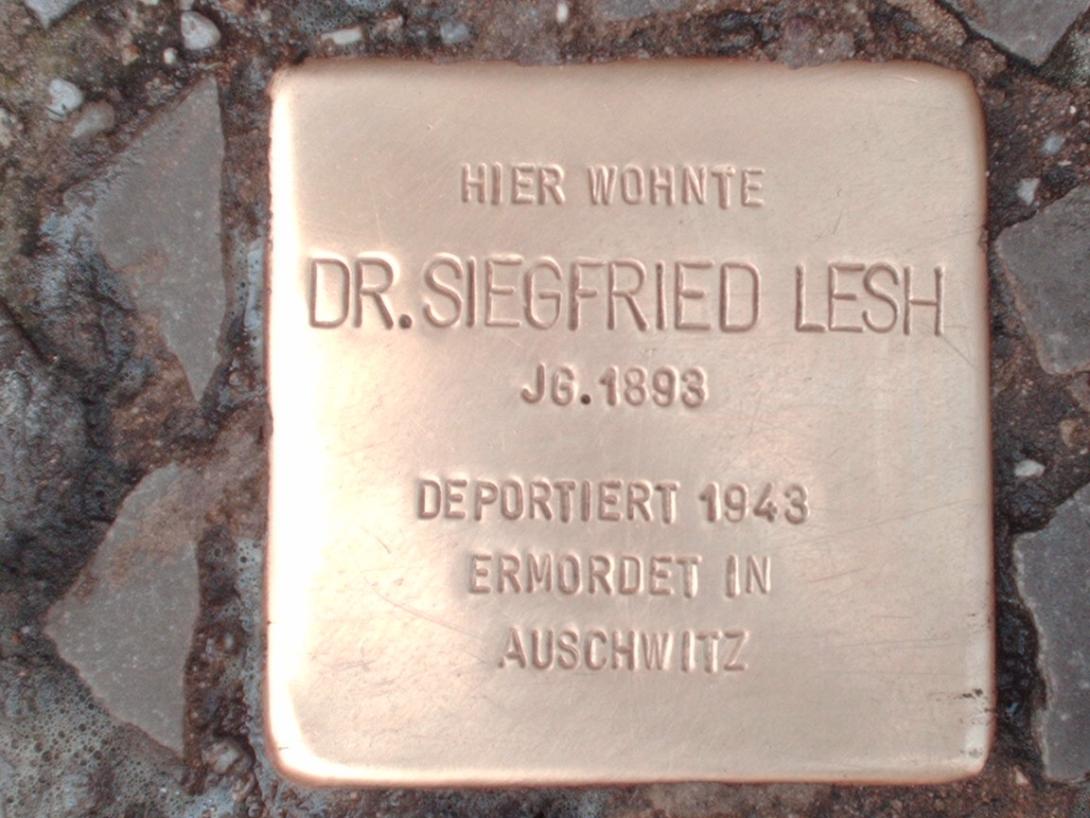 HIER WOHNTE
DR. SIEGFRIED LESH
JG. 1893
DEPORTIERT 1943
ERMORDET IN
AUSCHWITZ